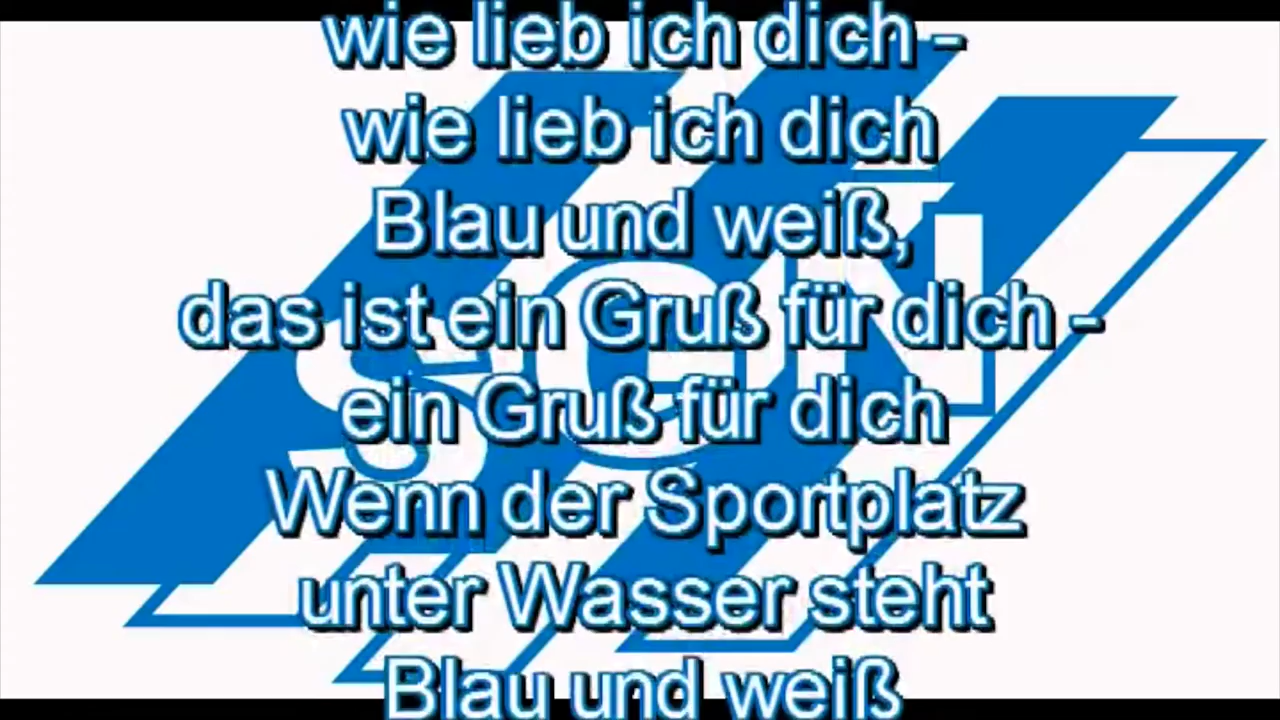 wie lieb ich dich -
wie lieb ich dich
Blau und weiß,
das ist ein Gruß für dich -
ein Gruß für dich
Wenn der Sportplatz
unter Wasser steht
Blau und weiß
SGN